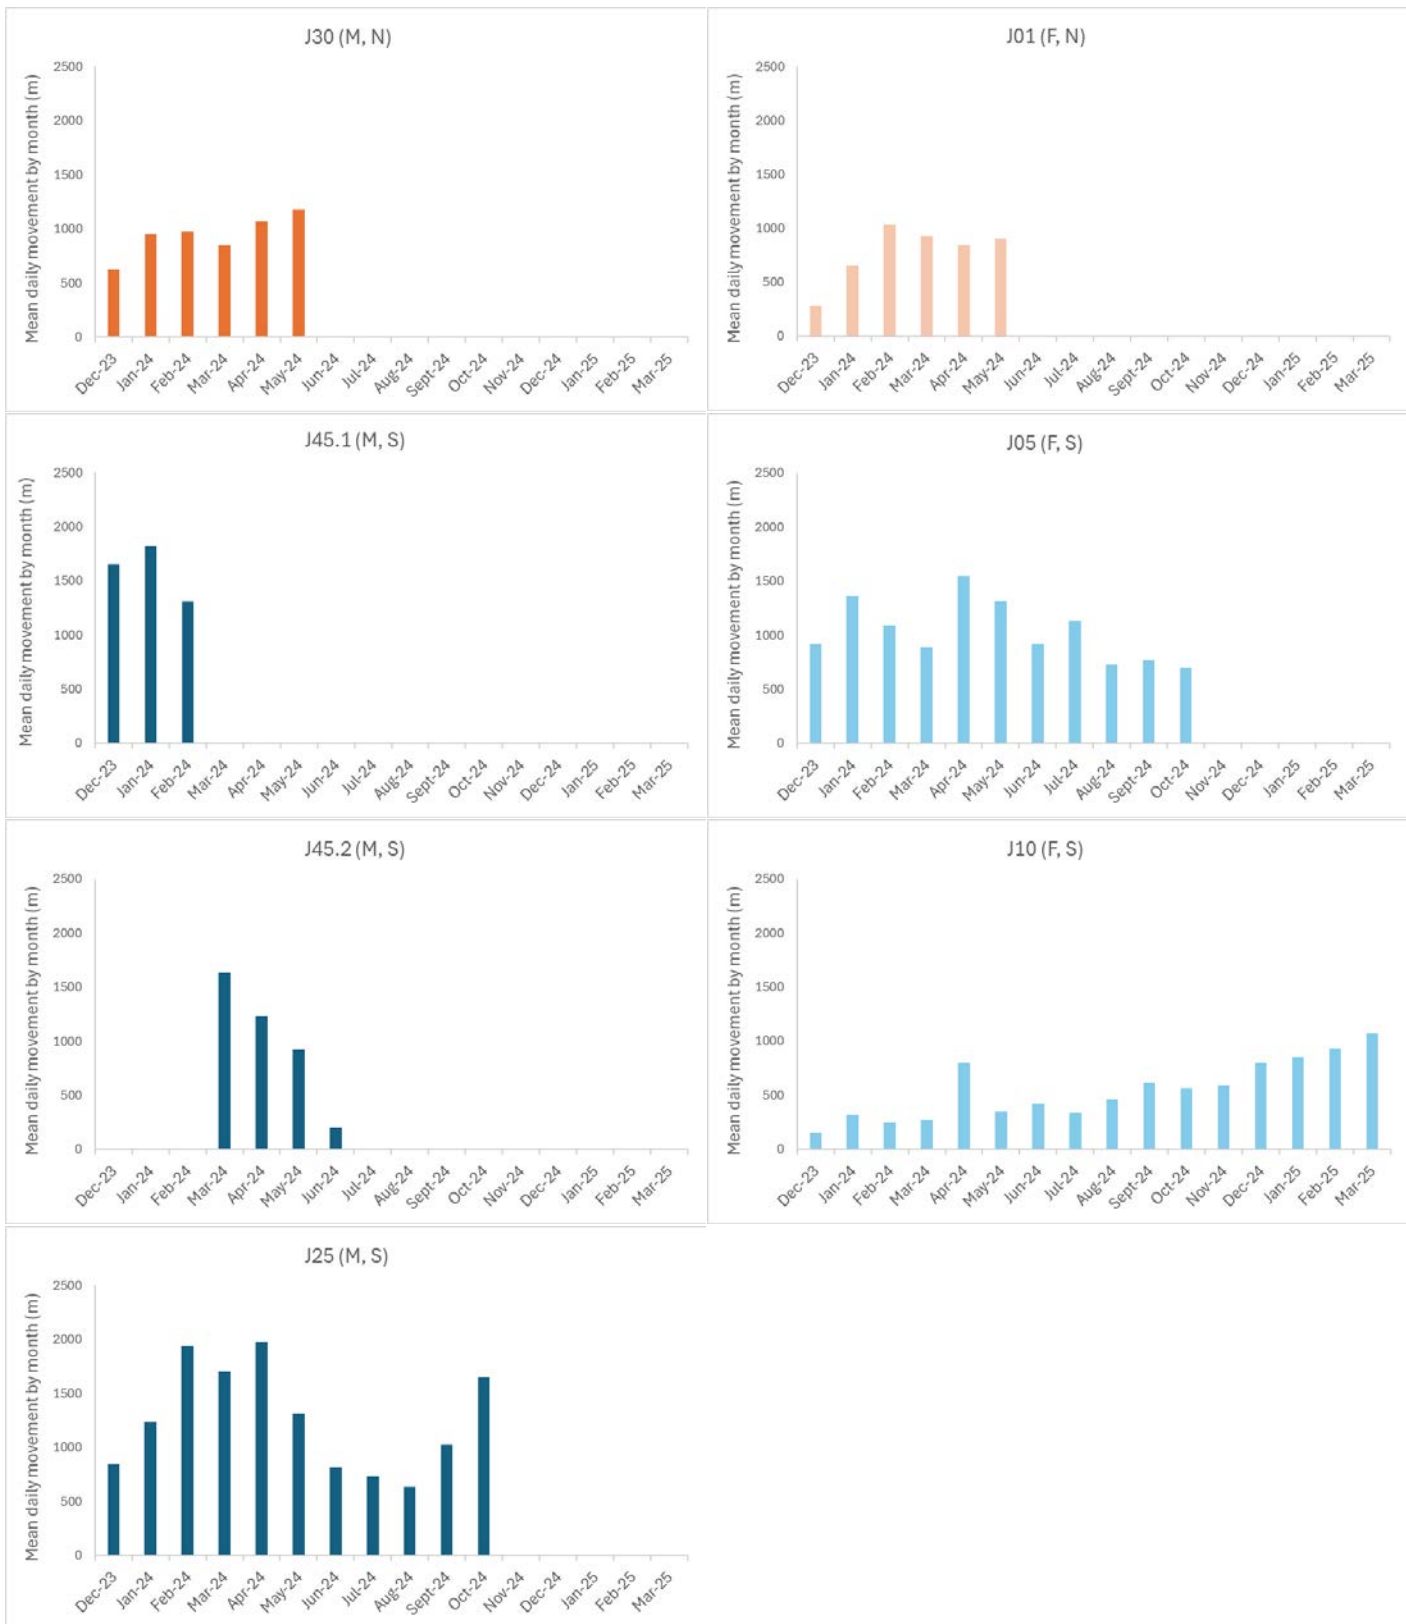 J30 (M, N)
Mean daily movement by month (m)
2500
2000
1500
1000
500
0
Dec-23 Jan-24 Feb-24 Mar-24 Apr-24 May-24 Jun-24 Jul-24 Aug-24 Sept-24 Oct-24 Nov-24 Dec-24 Jan-25 Feb-25 Mar-25
J01 (F, N)
Mean daily movement by month (m)
2500
2000
1500
1000
500
0
Dec-23 Jan-24 Feb-24 Mar-24 Apr-24 May-24 Jun-24 Jul-24 Aug-24 Sept-24 Oct-24 Nov-24 Dec-24 Jan-25 Feb-25 Mar-25
J45.1 (M, S)
Mean daily movement by month (m)
2500
2000
1500
1000
500
0
Dec-23 Jan-24 Feb-24 Mar-24 Apr-24 May-24 Jun-24 Jul-24 Aug-24 Sept-24 Oct-24 Nov-24 Dec-24 Jan-25 Feb-25 Mar-25
J05 (F, S)
Mean daily movement by month (m)
2500
2000
1500
1000
500
0
Dec-23 Jan-24 Feb-24 Mar-24 Apr-24 May-24 Jun-24 Jul-24 Aug-24 Sept-24 Oct-24 Nov-24 Dec-24 Jan-25 Feb-25 Mar-25
J45.2 (M, S)
Mean daily movement by month (m)
2500
2000
1500
1000
500
0
Dec-23 Jan-24 Feb-24 Mar-24 Apr-24 May-24 Jun-24 Jul-24 Aug-24 Sept-24 Oct-24 Nov-24 Dec-24 Jan-25 Feb-25 Mar-25
J10 (F, S)
Mean daily movement by month (m)
2500
2000
1500
1000
500
0
Dec-23 Jan-24 Feb-24 Mar-24 Apr-24 May-24 Jun-24 Jul-24 Aug-24 Sept-24 Oct-24 Nov-24 Dec-24 Jan-25 Feb-25 Mar-25
J25 (M, S)
Mean daily movement by month (m)
2500
2000
1500
1000
500
0
Dec-23 Jan-24 Feb-24 Mar-24 Apr-24 May-24 Jun-24 Jul-24 Aug-24 Sept-24 Oct-24 Nov-24 Dec-24 Jan-25 Feb-25 Mar-25